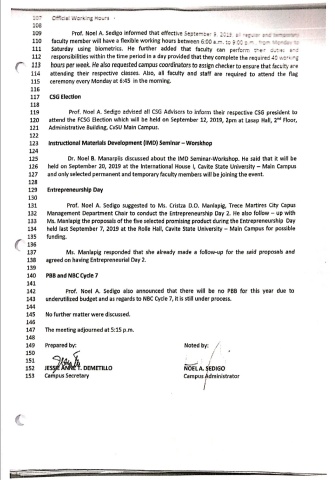 107 Official Working Hours
108
109 Prof. Noel A. Sedigo informed that effective September 9, 2019, all regular and temporary
110 faculty member will have a flexible working hours between 6:00 a.m. to 9:00 p.m., from Monday to
111 Saturday using biometrics. He further added that faculty can perform their duties and
112 responsibilities within the time period in a day provided that they complete the required 40 working
113 hours per week. He also requested campus coordinators to assign checker to ensure that faculty are
114 attending their respective classes. Also, all faculty and staff are required to attend the flag
115 ceremony every Monday at 6:45 in the morning.
116
117 CSG Election
118
119 Prof. Noel A. Sedigo advised all CSG Advisors to inform their respective CSG president to
120 attend the FCSG Election which will be held on September 12, 2019, 2pm at Lasap Hall, 2nd Floor,
121 Administrative Building, CvSU Main Campus.
122
123 Instructional Materials Development (IMD) Seminar – Worskhop
124
125 Dr. Noel B. Manarpiis discussed about the IMD Seminar-Workshop. He said that it will be
126 held on September 20, 2019 at the International House I, Cavite State University – Main Campus
127 and only selected permanent and temporary faculty members will be joining the event.
128
129 Entrepreneurship Day
130
131 Prof. Noel A. Sedigo suggested to Ms. Cristza D.O. Manlapig, Trece Martires City Capus
132 Management Department Chair to conduct the Entrepreneurship Day 2. He also follow – up with
133 Ms. Manlapig the proposals of the five selected promising product during the Entrepreneurship Day
134 held last September 7, 2019 at the Rolle Hall, Cavite State University – Main Campus for possible
135 funding.
136
137 Ms. Manlapig responded that she already made a follow-up for the said proposals and
138 agreed on having Entrepreneurial Day 2.
139
140 PBB and NBC Cycle 7
141
142 Prof. Noel A. Sedigo also announced that there will be no PBB for this year due to
143 underutilized budget and as regards to NBC Cycle 7, it is still under process.
144
145 No further matter were discussed.
146
147 The meeting adjourned at 5:15 p.m.
148
149 Prepared by: Noted by:
150
151
152 JESSIE ANNE T. DEMETILLO NOEL A. SEDIGO
153 Campus Secretary Campus Administrator